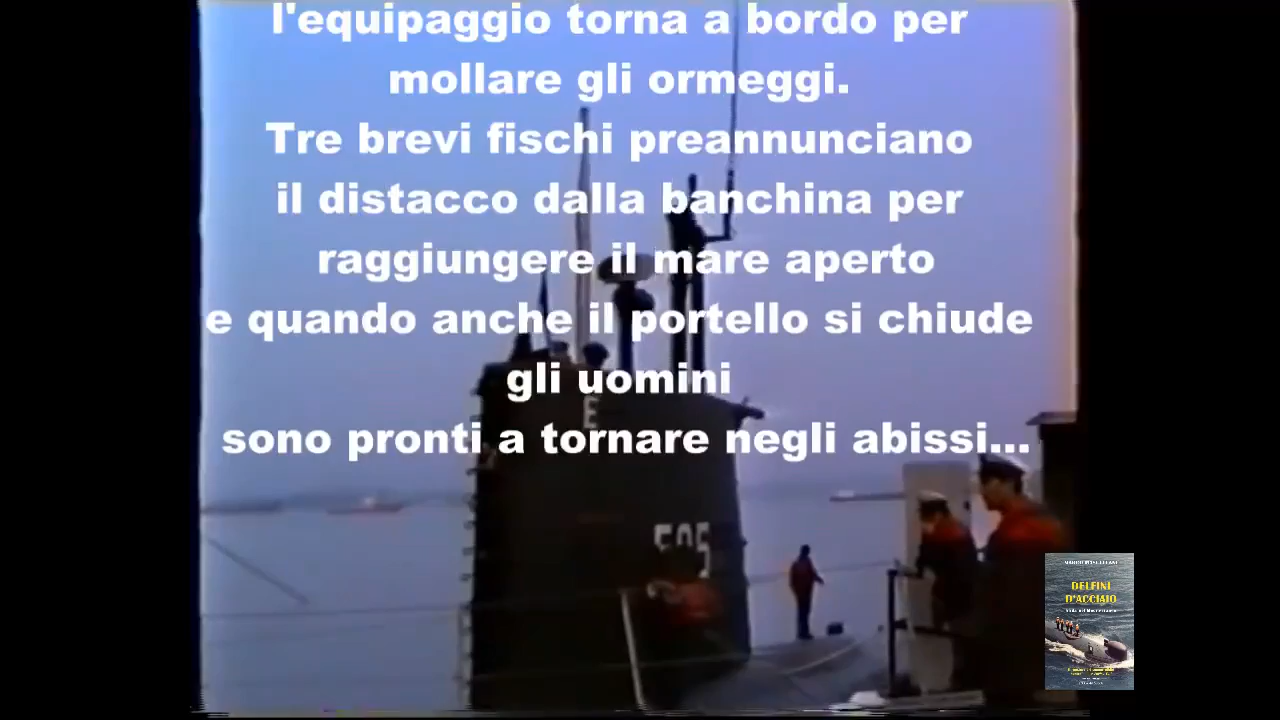 l'equipaggio torna a bordo per
mollare gli ormeggi.
Tre brevi fischi preannunciano
il distacco dalla banchina per
raggiungere il mare aperto
e quando anche il portello si chiude
gli uomini
sono pronti a tornare negli abissi...
E
505
DELFINI
D'ACCIAIO